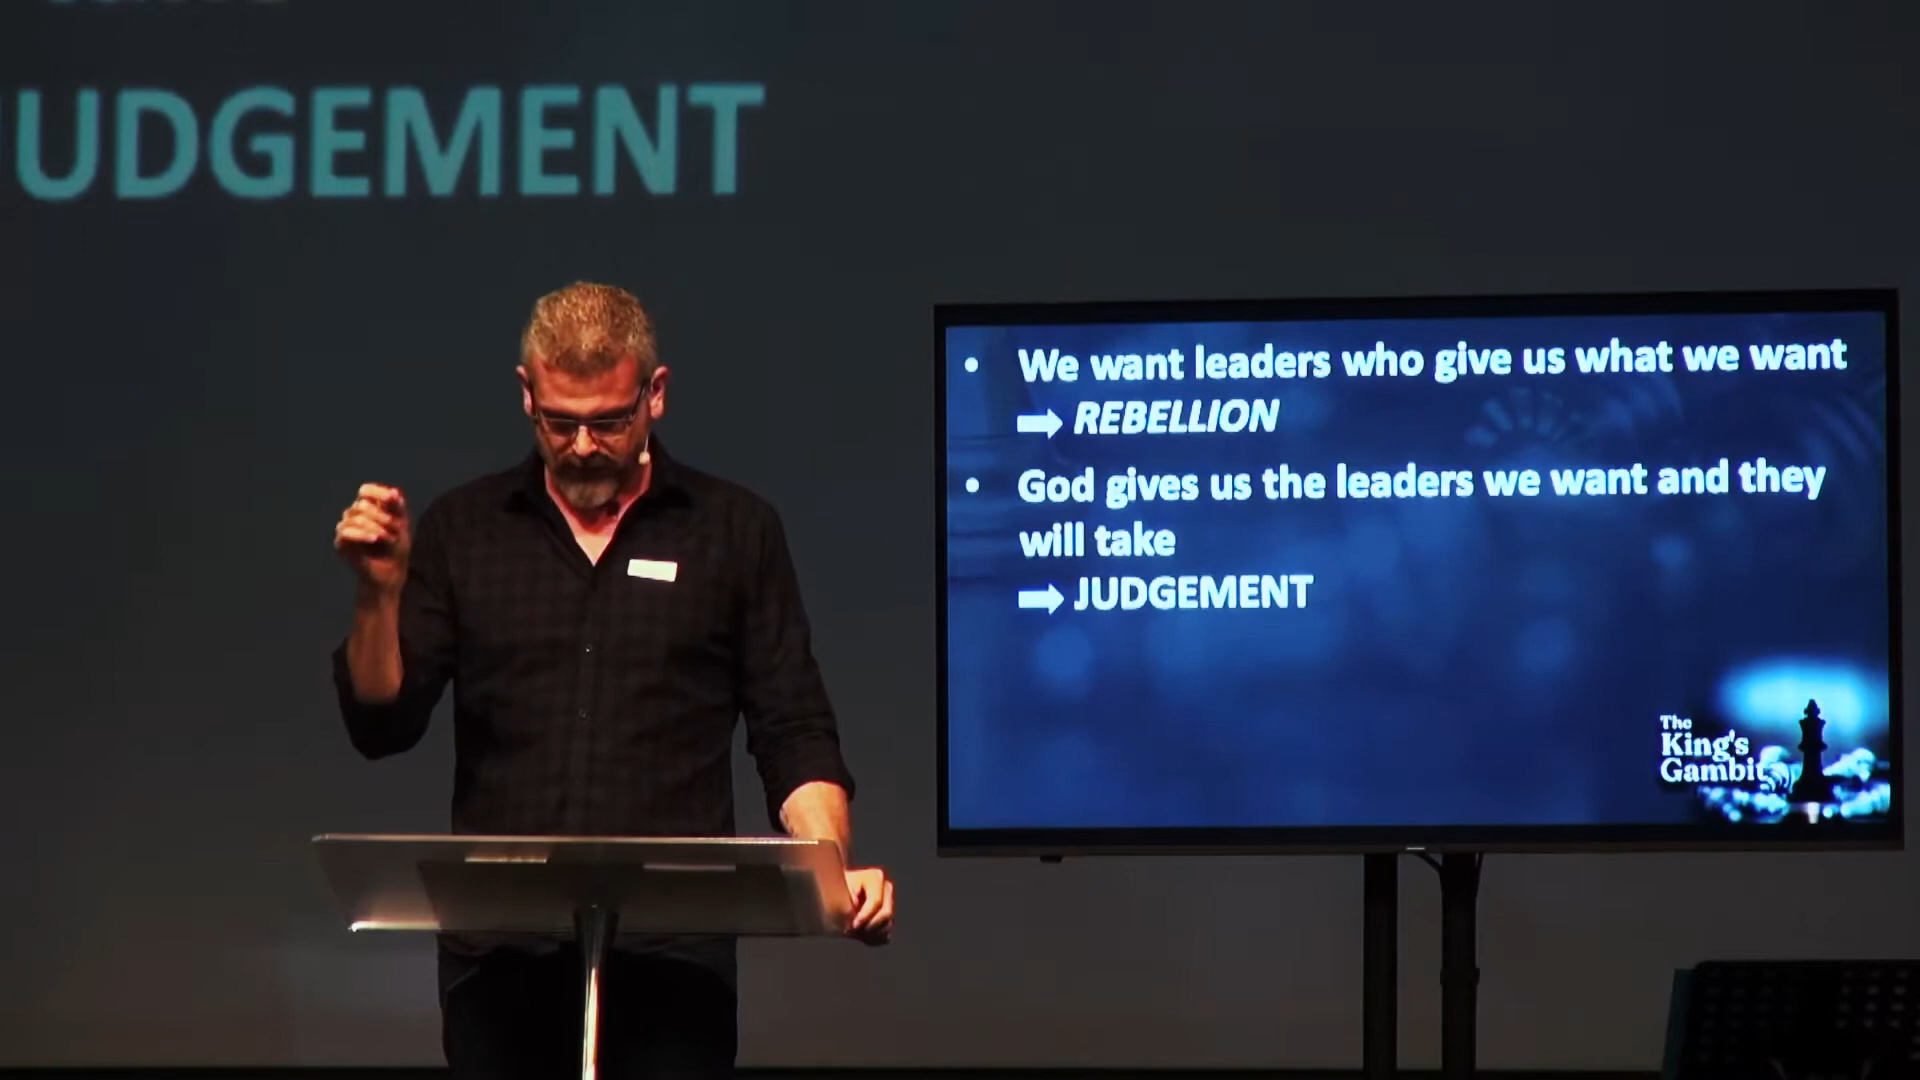 JUDGEMENT
• We want leaders who give us what we want
➡ REBELLION
• God gives us the leaders we want and they
will take
➡ JUDGEMENT
The
King's
Gambit